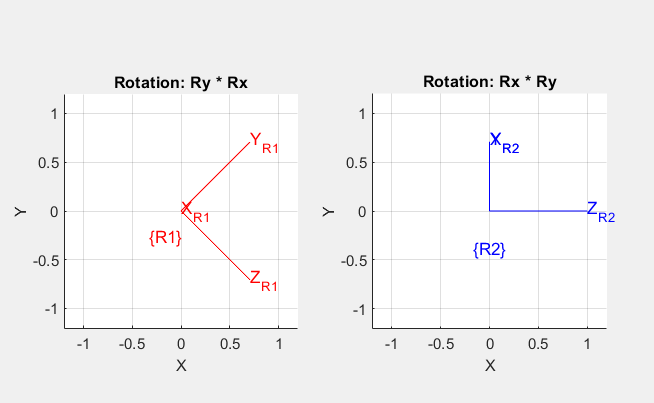 Rotation: Ry * Rx
1
0.5
0
-0.5
-1
Y
-1
-0.5
0
0.5
1
X
Y_R1
X_R1
{R1}
Z_R1
Rotation: Rx * Ry
1
0.5
0
-0.5
-1
Y
-1
-0.5
0
0.5
1
X
X_R2
Z_R2
{R2}